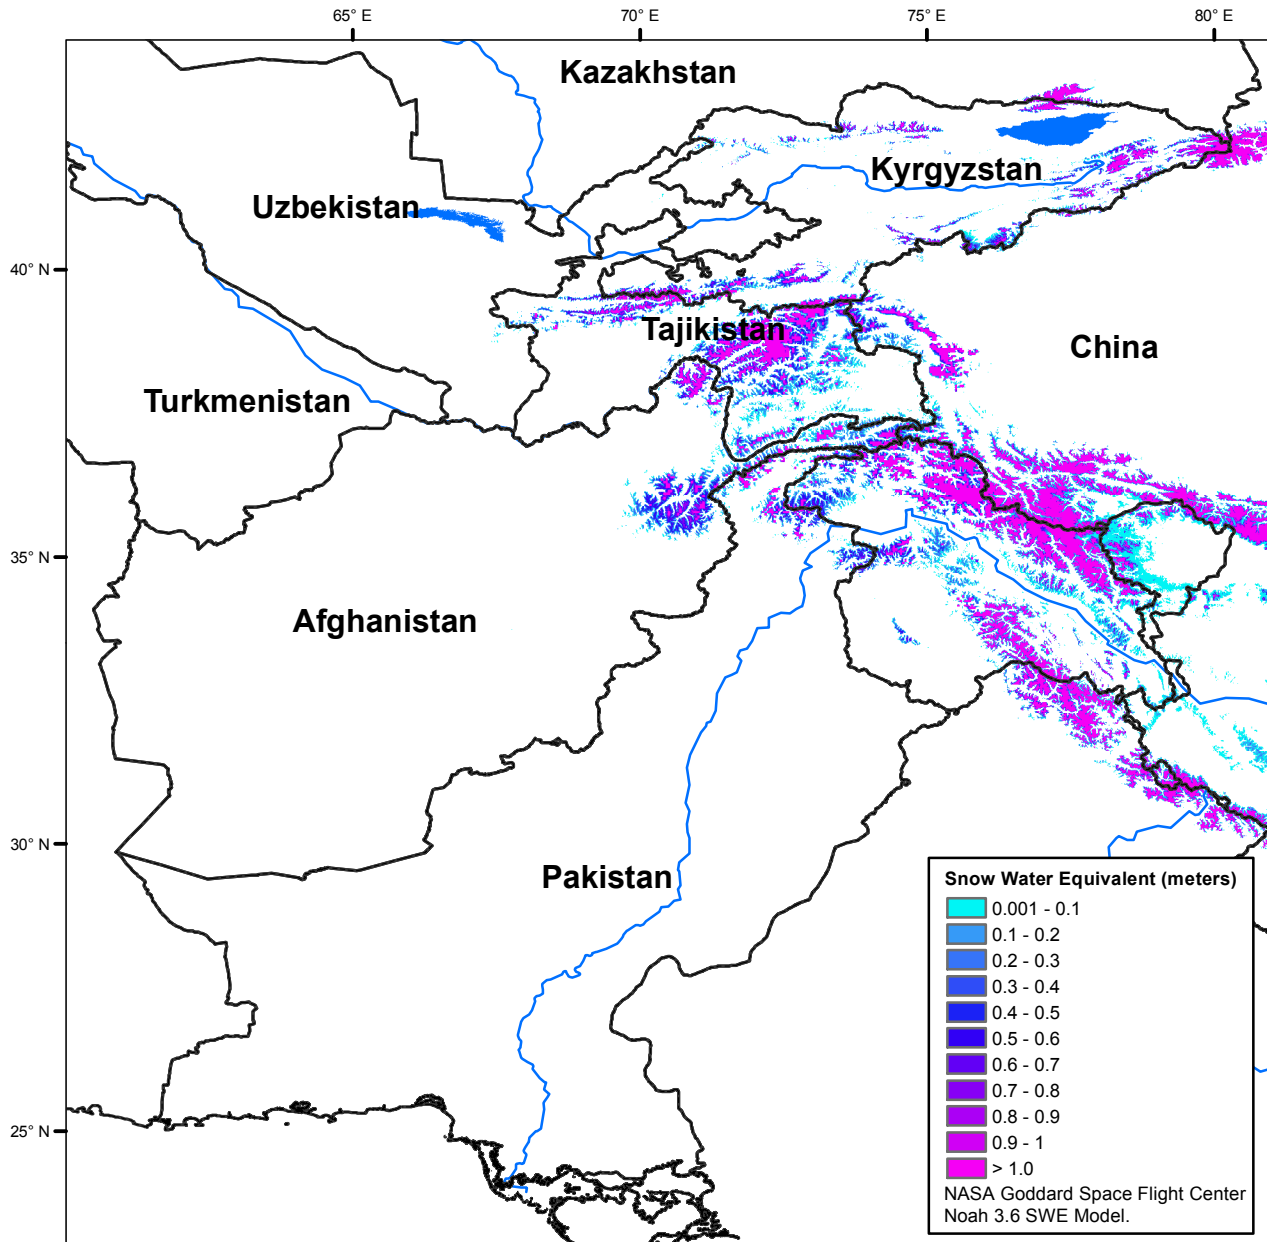 65° E
70° E
75° E
80° E
Kazakhstan
Kyrgyzstan
Uzbekistan
40° N
Tajikistan
China
Turkmenistan
35° N
Afghanistan
30° N
Pakistan
25° N
Snow Water Equivalent (meters)
0.001 - 0.1
0.1 - 0.2
0.2 - 0.3
0.3 - 0.4
0.4 - 0.5
0.5 - 0.6
0.6 - 0.7
0.7 - 0.8
0.8 - 0.9
0.9 - 1
> 1.0
NASA Goddard Space Flight Center
Noah 3.6 SWE Model.